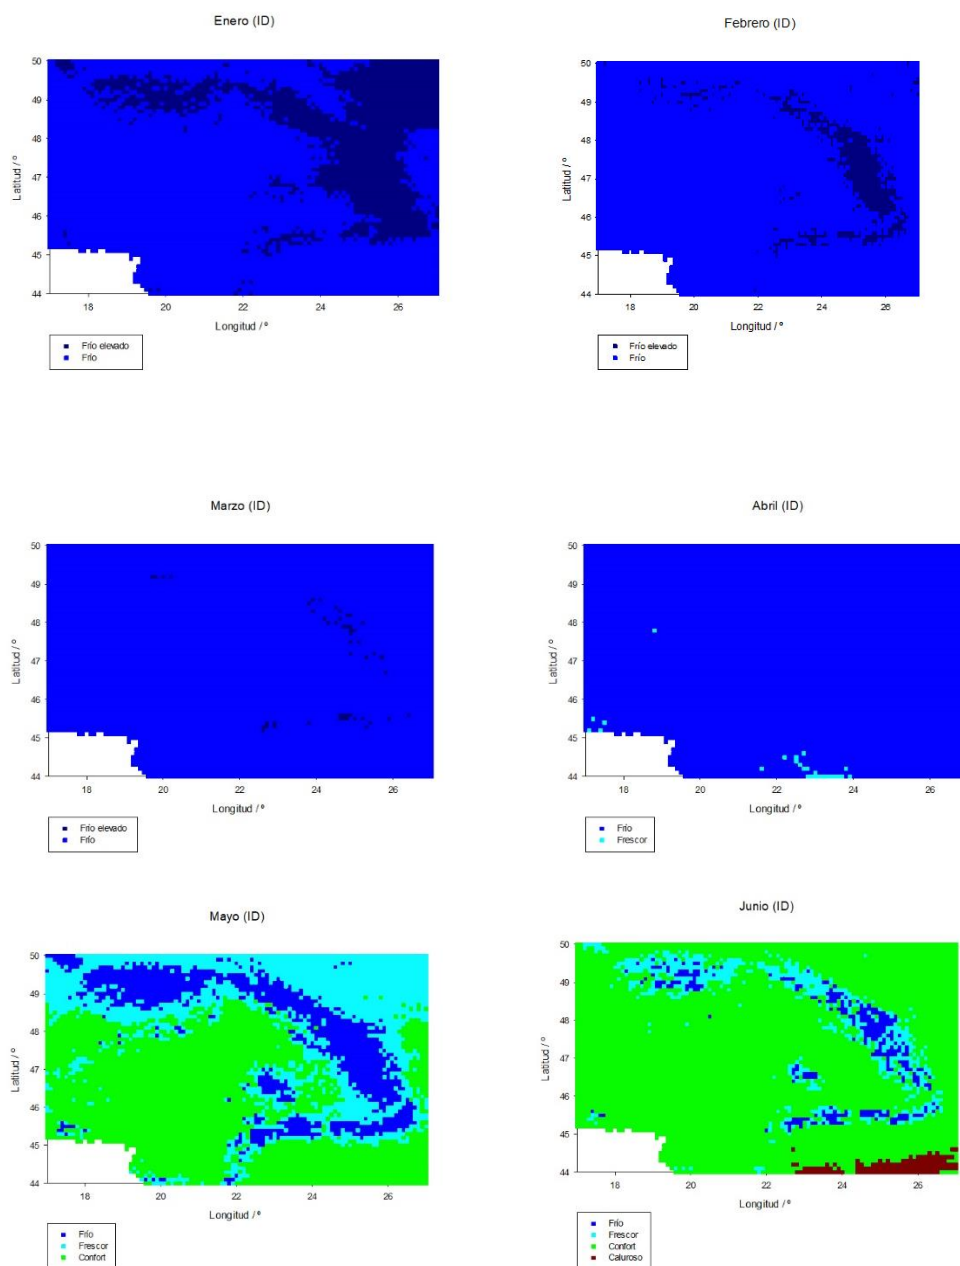 Enero (ID)
50
49
48
47
46
45
44
Latitud / º
18 20 22 24 26
Longitud / º
Frío elevado
Frío
Febrero (ID)
50
49
48
47
46
45
44
Latitud / º
18 20 22 24 26
Longitud / º
Frío elevado
Frío
Marzo (ID)
50
49
48
47
46
45
44
Latitud / º
18 20 22 24 26
Longitud / º
Frío elevado
Frío
Abril (ID)
50
49
48
47
46
45
44
Latitud / º
18 20 22 24 26
Longitud / º
Frío
Frescor
Mayo (ID)
50
49
48
47
46
45
44
Latitud / º
18 20 22 24 26
Longitud / º
Frío
Frescor
Confort
Junio (ID)
50
49
48
47
46
45
44
Latitud / º
18 20 22 24 26
Longitud / º
Frío
Frescor
Confort
Caluroso